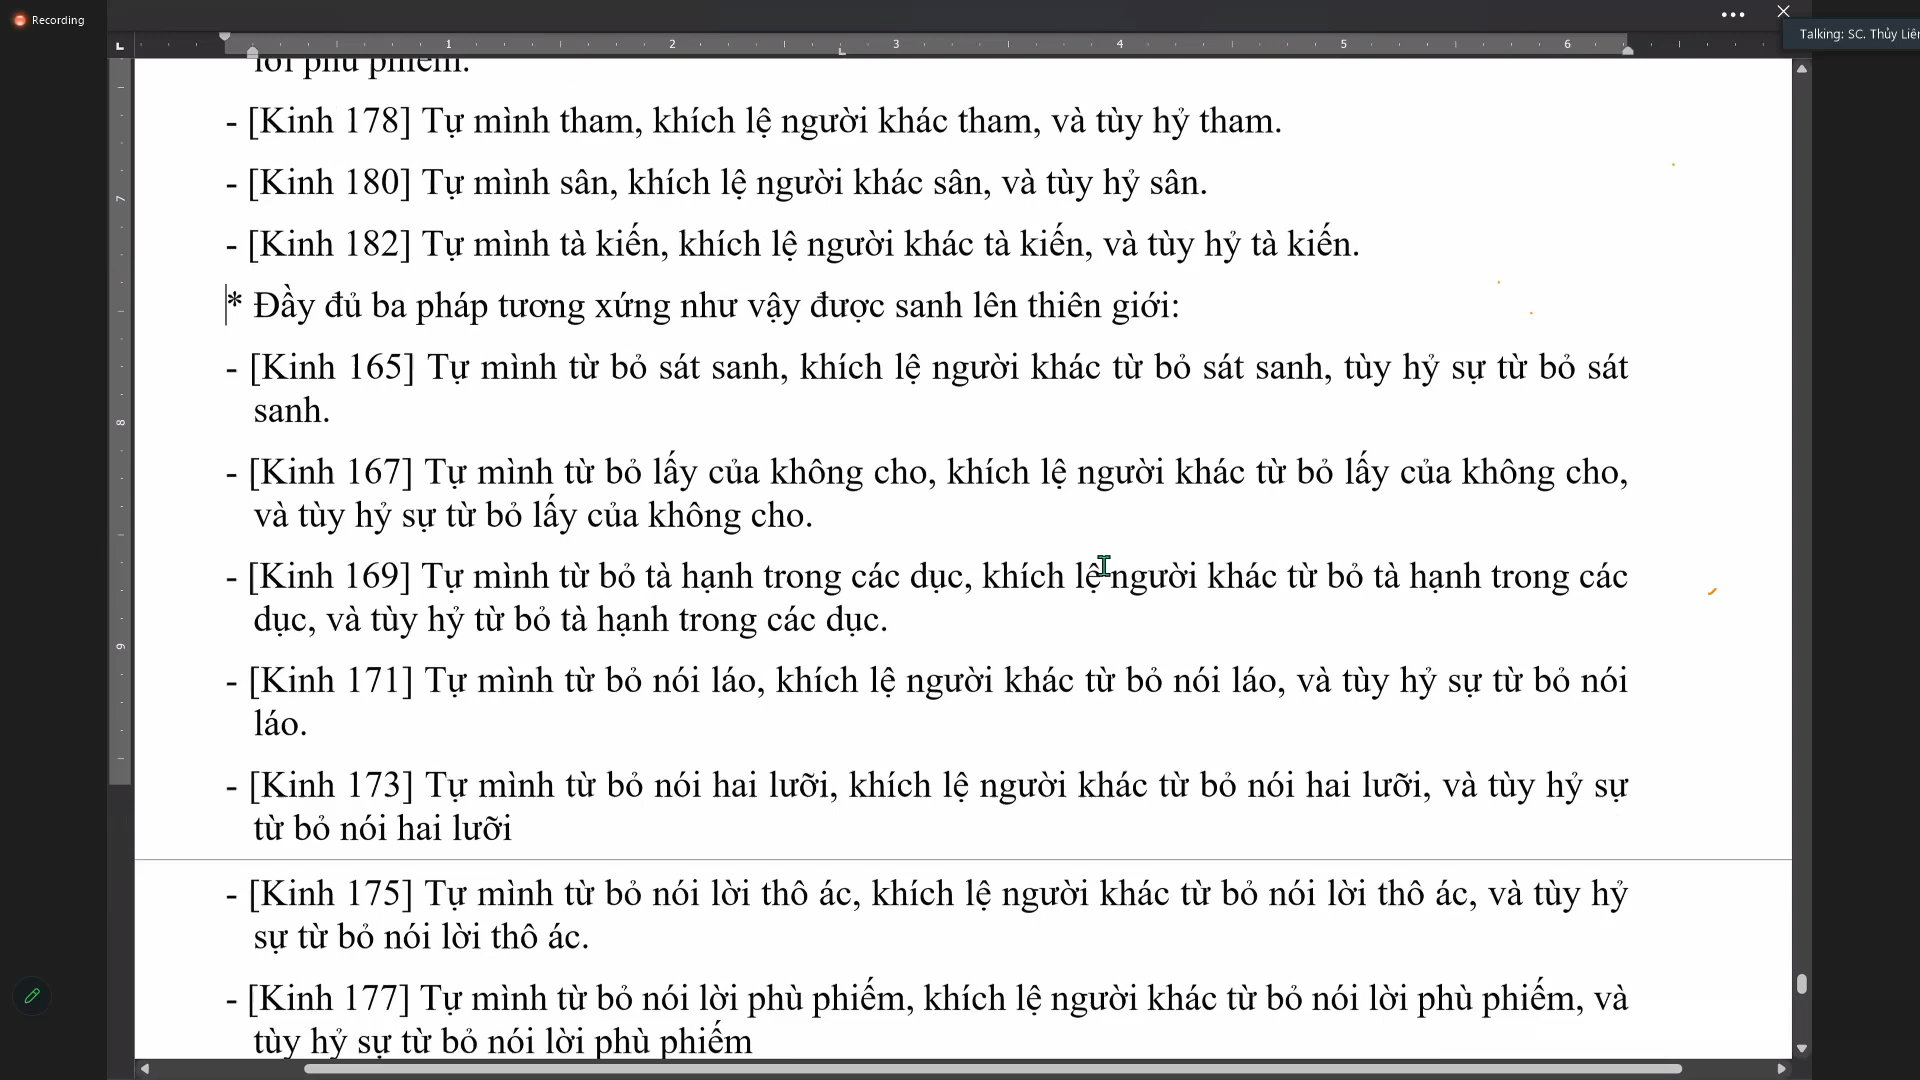 Recording
Talking: SC. Thủy Liên
1 2 3 4 5 6
lời phù phiếm.
- [Kinh 178] Tự mình tham, khích lệ người khác tham, và tùy hỷ tham.
7
- [Kinh 180] Tự mình sân, khích lệ người khác sân, và tùy hỷ sân.
- [Kinh 182] Tự mình tà kiến, khích lệ người khác tà kiến, và tùy hỷ tà kiến.
* Đầy đủ ba pháp tương xứng như vậy được sanh lên thiên giới:
- [Kinh 165] Tự mình từ bỏ sát sanh, khích lệ người khác từ bỏ sát sanh, tùy hỷ sự từ bỏ sát
sanh.
8
- [Kinh 167] Tự mình từ bỏ lấy của không cho, khích lệ người khác từ bỏ lấy của không cho,
và tùy hỷ sự từ bỏ lấy của không cho.
- [Kinh 169] Tự mình từ bỏ tà hạnh trong các dục, khích lệ người khác từ bỏ tà hạnh trong các
dục, và tùy hỷ từ bỏ tà hạnh trong các dục.
9
- [Kinh 171] Tự mình từ bỏ nói láo, khích lệ người khác từ bỏ nói láo, và tùy hỷ sự từ bỏ nói
láo.
- [Kinh 173] Tự mình từ bỏ nói hai lưỡi, khích lệ người khác từ bỏ nói hai lưỡi, và tùy hỷ sự
từ bỏ nói hai lưỡi
- [Kinh 175] Tự mình từ bỏ nói lời thô ác, khích lệ người khác từ bỏ nói lời thô ác, và tùy hỷ
sự từ bỏ nói lời thô ác.
- [Kinh 177] Tự mình từ bỏ nói lời phù phiếm, khích lệ người khác từ bỏ nói lời phù phiếm, và
tùy hỷ sự từ bỏ nói lời phù phiếm